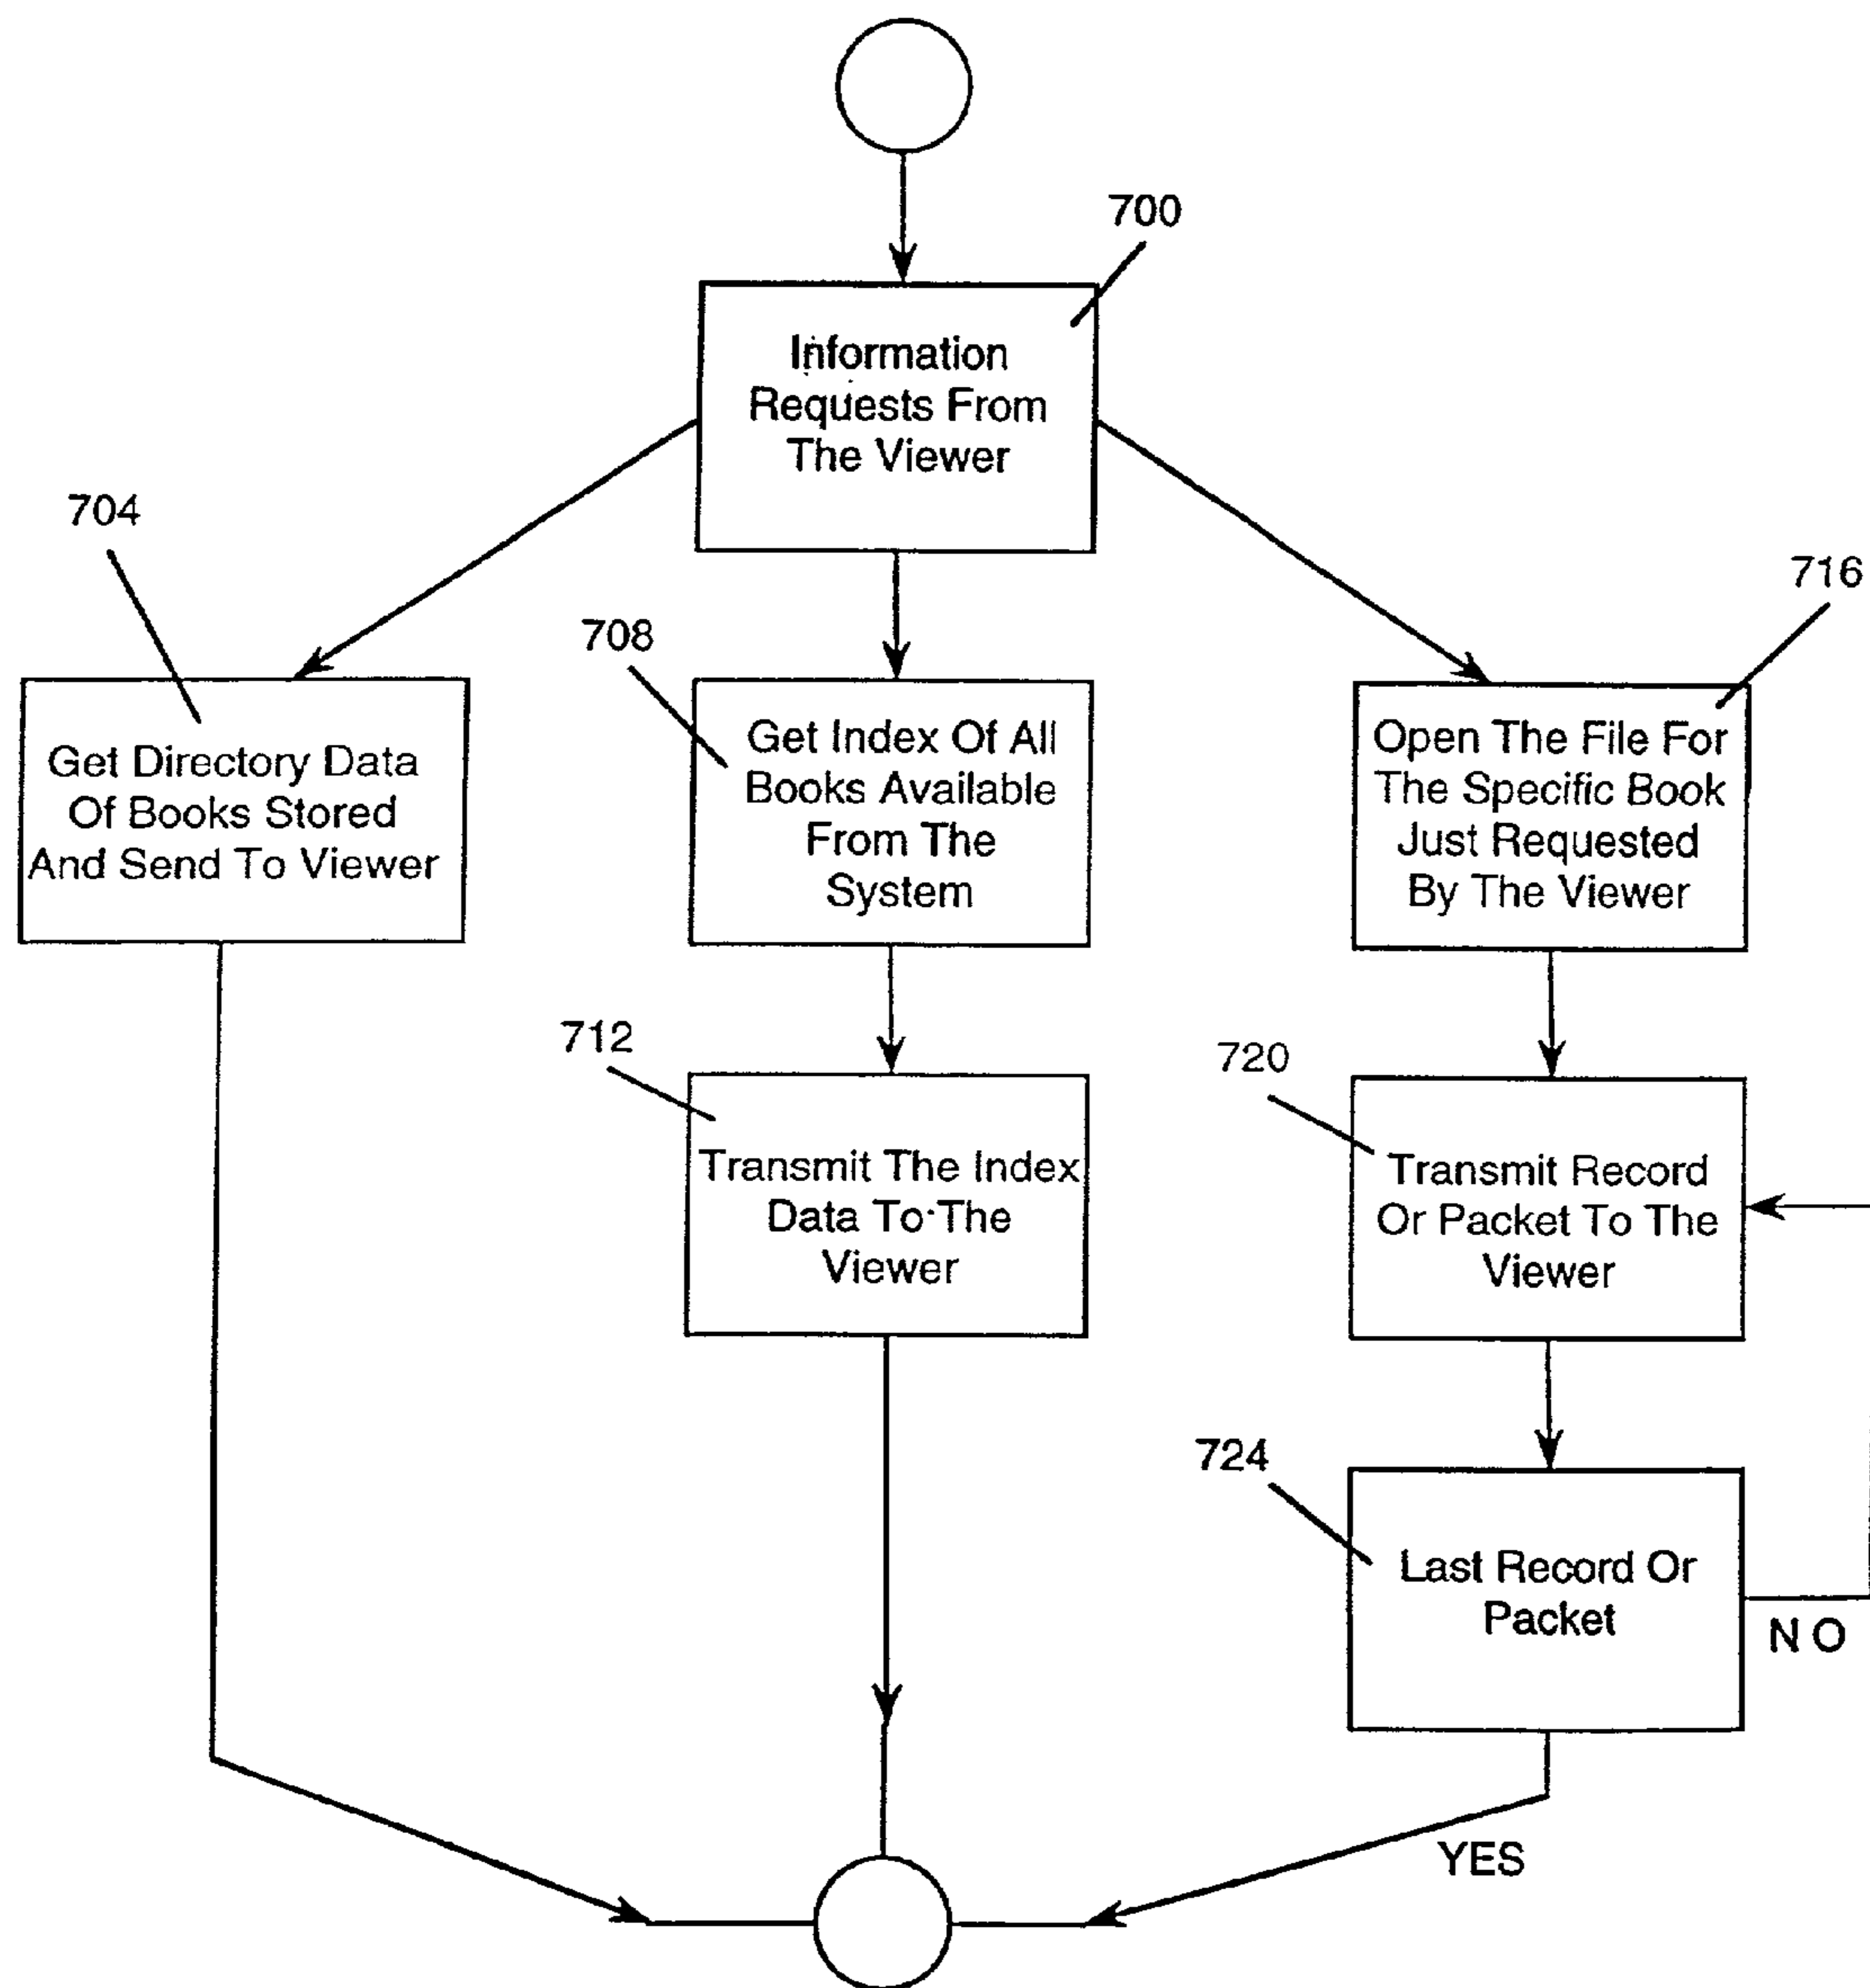 700
Information
Requests From
The Viewer
704
Get Directory Data
Of Books Stored
And Send To Viewer
708
Get Index Of All
Books Available
From The
System
716
Open The File For
The Specific Book
Just Requested
By The Viewer
712
Transmit The Index
Data To The
Viewer
720
Transmit Record
Or Packet To The
Viewer
724
Last Record Or
Packet
NO
YES